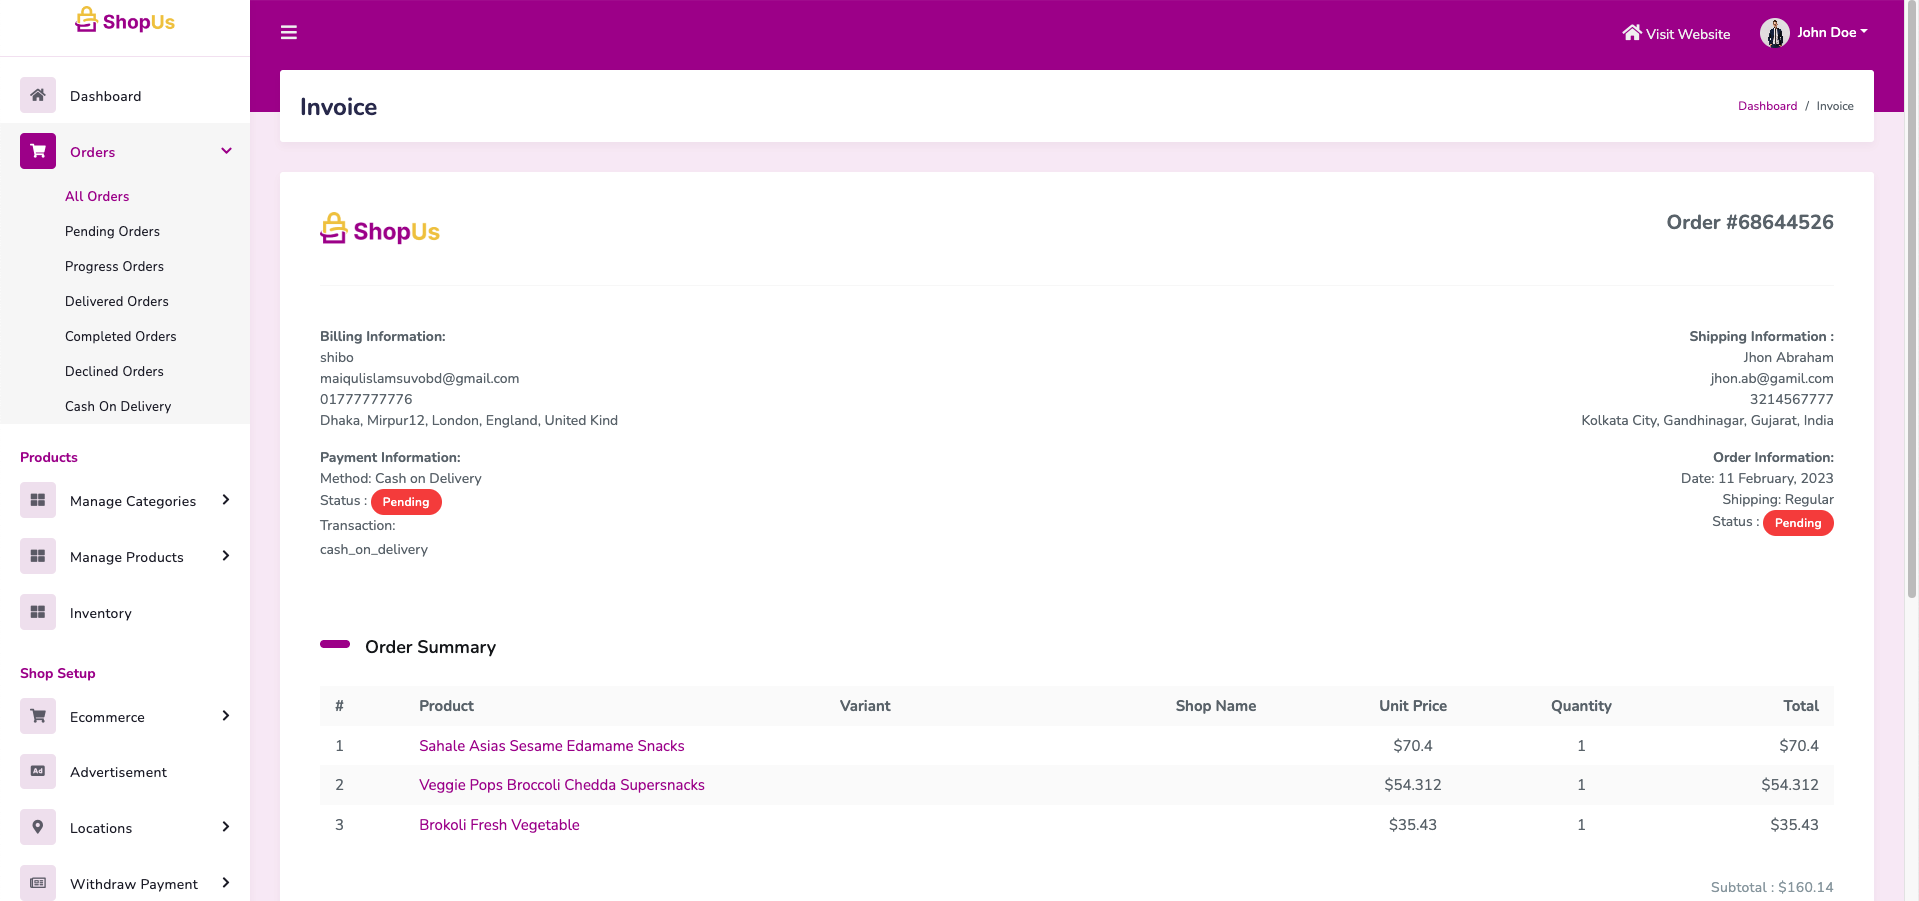 ShopUs
Visit Website
John Doe
Dashboard
Orders
All Orders
Pending Orders
Progress Orders
Delivered Orders
Completed Orders
Declined Orders
Cash On Delivery
Products
Manage Categories
Manage Products
Inventory
Shop Setup
Ecommerce
Ad
Advertisement
Locations
Withdraw Payment
Invoice
Dashboard / Invoice
ShopUs
Order #68644526
Billing Information:
shibo
maiqulislamsuvobd@gmail.com
01777777776
Dhaka, Mirpur12, London, England, United Kind
Shipping Information :
Jhon Abraham
jhon.ab@gamil.com
3214567777
Kolkata City, Gandhinagar, Gujarat, India
Payment Information:
Method: Cash on Delivery
Status : Pending
Transaction:
cash_on_delivery
Order Information:
Date: 11 February, 2023
Shipping: Regular
Status : Pending
Order Summary
# Product Variant Shop Name Unit Price Quantity Total
1 Sahale Asias Sesame Edamame Snacks $70.4 1 $70.4
2 Veggie Pops Broccoli Chedda Supersnacks $54.312 1 $54.312
3 Brokoli Fresh Vegetable $35.43 1 $35.43
Subtotal : $160.14